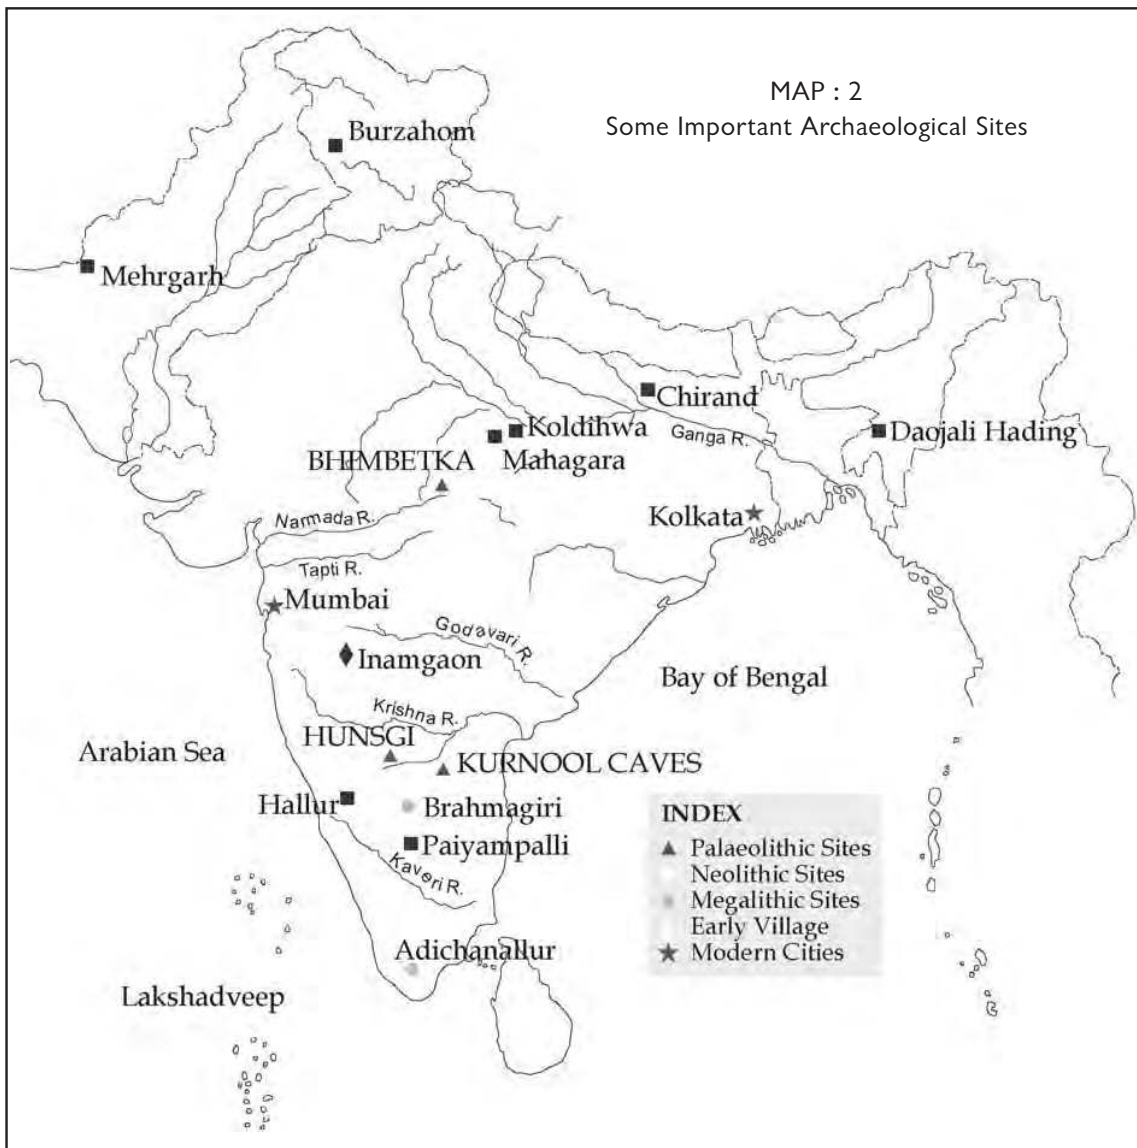 MAP : 2
Some Important Archaeological Sites
Burzahom
Mehrgarh
Chirand
Koldihwa
Ganga R.
Daojali Hading
BHIMBETKA
Mahagara
Narmada R.
Kolkata
Tapti R.
Mumbai
Godavari R.
Inamgaon
Bay of Bengal
Krishna R.
HUNSGI
Arabian Sea
KURNOOL CAVES
Hallur
Brahmagiri
Paiyampalli
Kaveri R.
Adichanallur
Lakshadveep
INDEX
Palaeolithic Sites
Neolithic Sites
Megalithic Sites
Early Village
Modern Cities